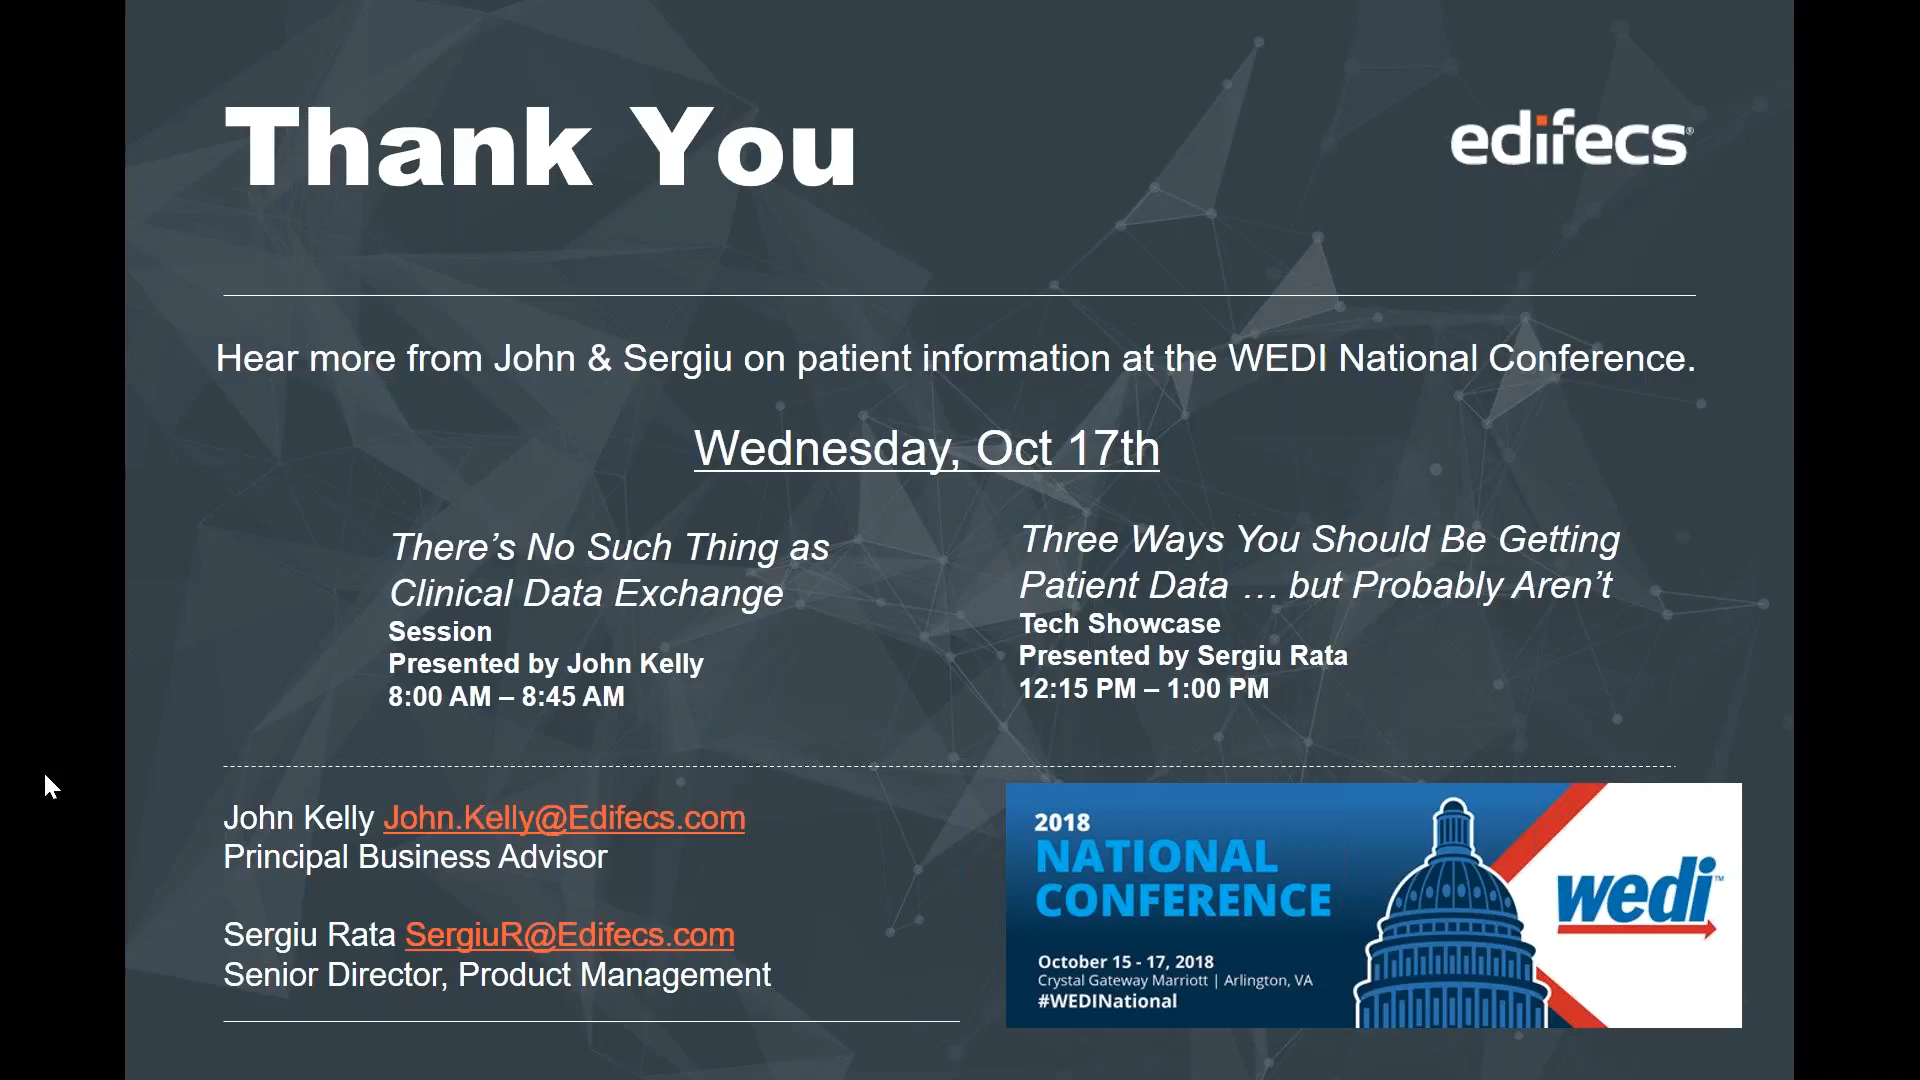 Thank You
edifecs®
Hear more from John & Sergiu on patient information at the WEDI National Conference.
Wednesday, Oct 17th
There’s No Such Thing as
Clinical Data Exchange
Session
Presented by John Kelly
8:00 AM – 8:45 AM
Three Ways You Should Be Getting
Patient Data … but Probably Aren’t
Tech Showcase
Presented by Sergiu Rata
12:15 PM – 1:00 PM
John Kelly John.Kelly@Edifecs.com
Principal Business Advisor
Sergiu Rata SergiuR@Edifecs.com
Senior Director, Product Management
2018
NATIONAL
CONFERENCE
October 15 - 17, 2018
Crystal Gateway Marriott | Arlington, VA
#WEDINational
wedi™